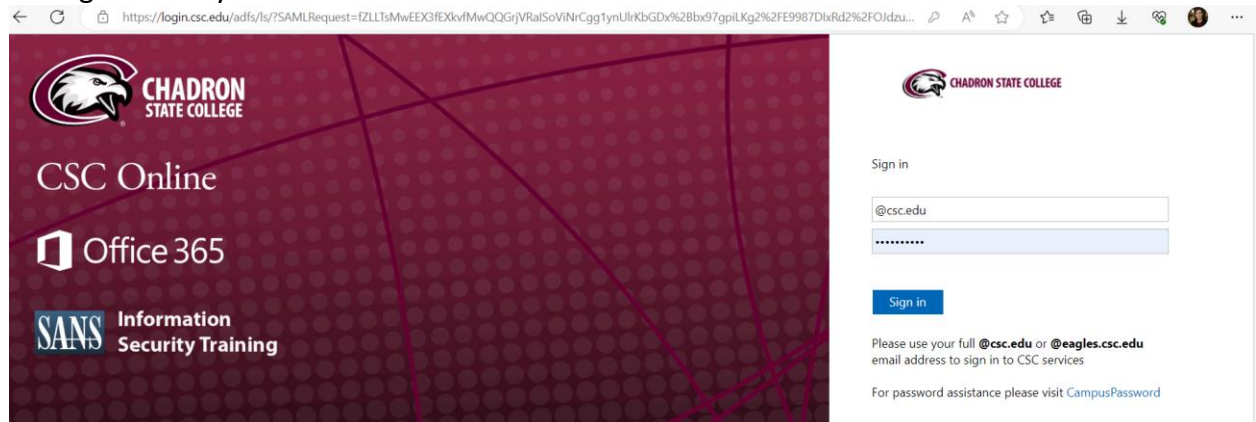 https://login.csc.edu/adfs/ls/?SAMLRequest=fZLLTsMwEEX3fEXkvfMwQQGrjVRaISoViNrCgg1ynUlrKbGDx%2Bbx97gpiLKg2%2FE9987DIxRd2%2FOJdzu...
CHADRON
STATE COLLEGE
CSC Online
Office 365
SANS Information
Security Training
CHADRON STATE COLLEGE
Sign in
@csc.edu
••••••••••
Sign in
Please use your full @csc.edu or @eagles.csc.edu
email address to sign in to CSC services
For password assistance please visit CampusPassword